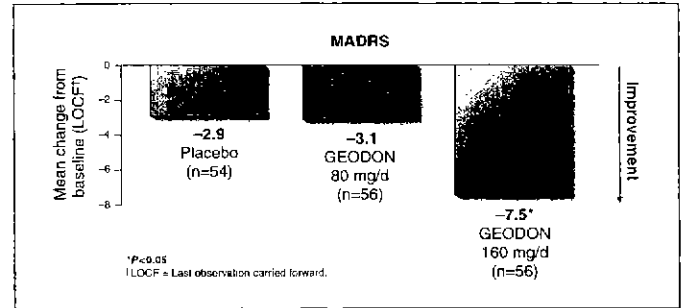 MADRS
Mean change from
baseline (LOCF†)
0
-2
-4
-6
-8
–2.9
Placebo
(n=54)
–3.1
GEODON
80 mg/d
(n=56)
–7.5*
GEODON
160 mg/d
(n=56)
Improvement
*P<0.05
†LOCF = Last observation carried forward.